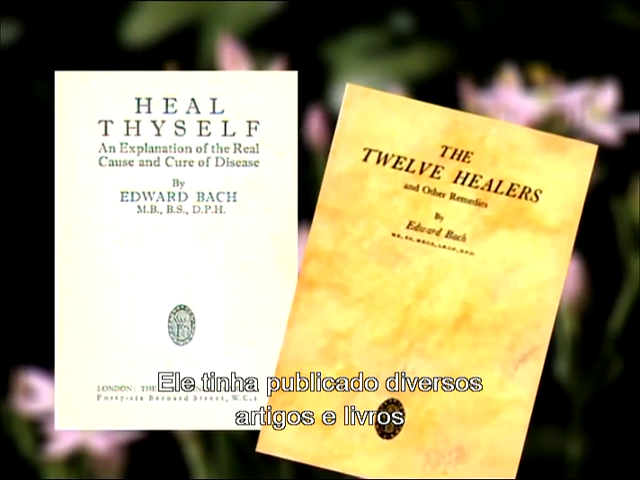 HEAL
THYSELF
An Explanation of the Real
Cause and Cure of Disease
By
EDWARD BACH
M.B., B.S., D.P.H.
LONDON: THE
Forty-six Bernard Street, W.C.1
THE
TWELVE HEALERS
and Other Remedies
By
Edward Bach
Ele tinha publicado diversos
artigos e livros